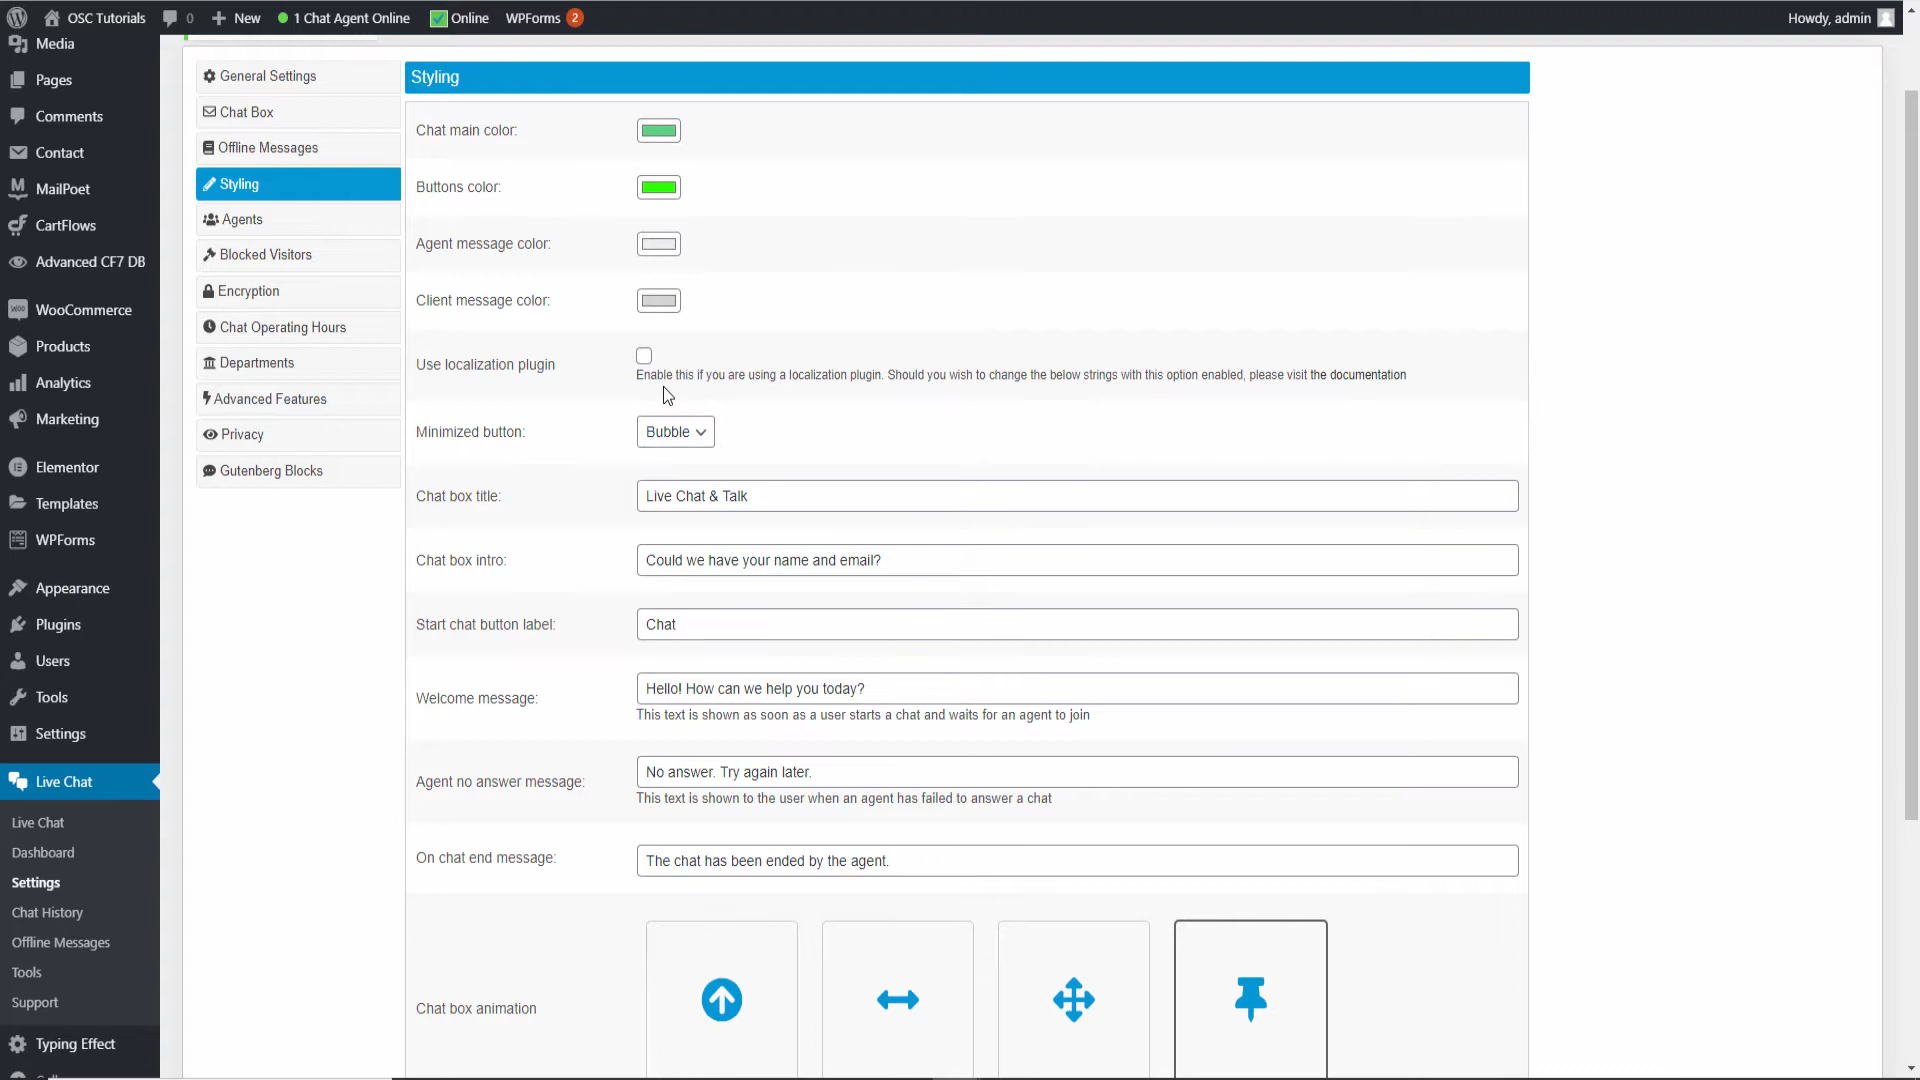 OSC Tutorials 0 New 1 Chat Agent Online Online WPForms 2 Howdy, admin
Media
Pages
Comments
Contact
MailPoet
CartFlows
Advanced CF7 DB
WooCommerce
Products
Analytics
Marketing
Elementor
Templates
WPForms
Appearance
Plugins
Users
Tools
Settings
Live Chat
Live Chat
Dashboard
Settings
Chat History
Offline Messages
Tools
Support
Typing Effect
General Settings
Chat Box
Offline Messages
Styling
Agents
Blocked Visitors
Encryption
Chat Operating Hours
Departments
Advanced Features
Privacy
Gutenberg Blocks
Styling
Chat main color:
Buttons color:
Agent message color:
Client message color:
Use localization plugin
Enable this if you are using a localization plugin. Should you wish to change the below strings with this option enabled, please visit the documentation
Minimized button: Bubble
Chat box title: Live Chat & Talk
Chat box intro: Could we have your name and email?
Start chat button label: Chat
Welcome message: Hello! How can we help you today?
This text is shown as soon as a user starts a chat and waits for an agent to join
Agent no answer message: No answer. Try again later.
This text is shown to the user when an agent has failed to answer a chat
On chat end message: The chat has been ended by the agent.
Chat box animation